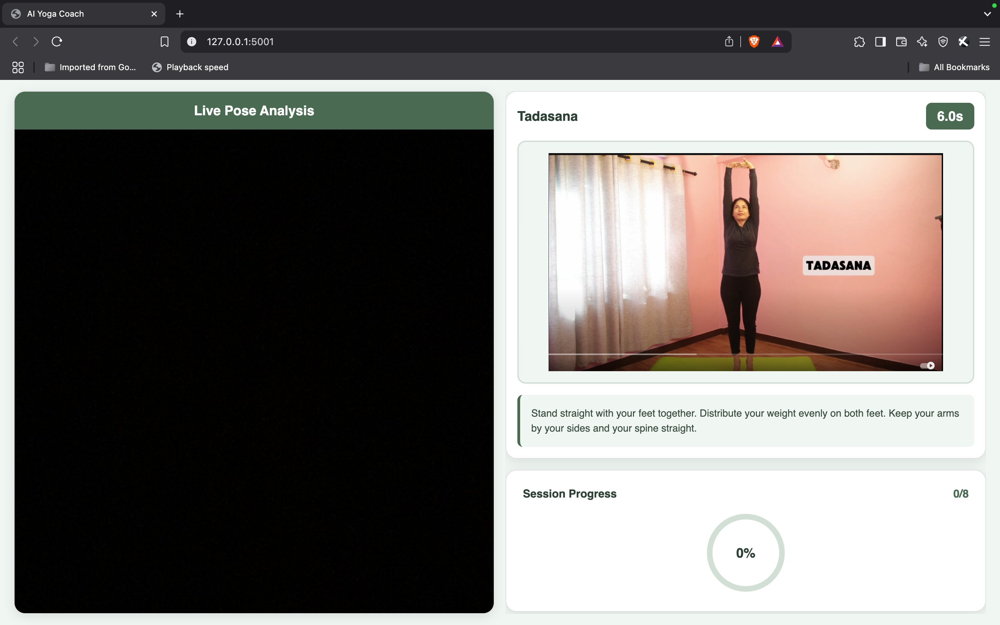 AI Yoga Coach
127.0.0.1:5001
Imported from Go...
Playback speed
All Bookmarks
Live Pose Analysis
Tadasana
6.0s
TADASANA
Stand straight with your feet together. Distribute your weight evenly on both feet. Keep your arms
by your sides and your spine straight.
Session Progress
0/8
0%